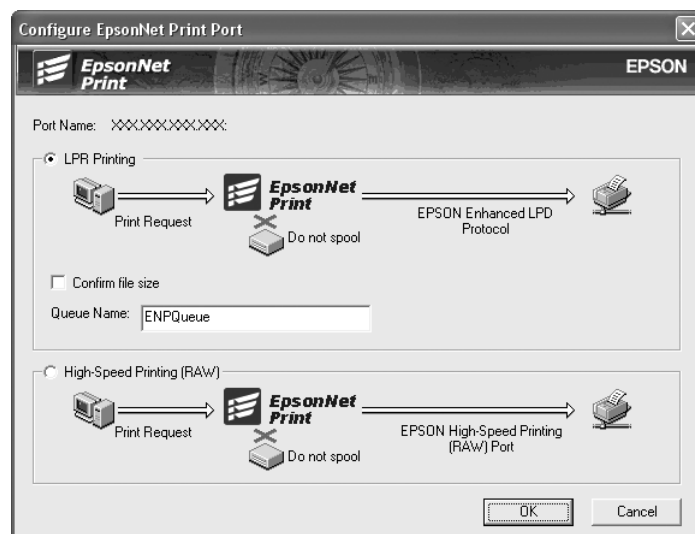 Configure EpsonNet Print Port
EpsonNet
Print
EPSON
Port Name: XXX.XXX.XXX.XXX:
LPR Printing
EpsonNet
Print
Print Request
EPSON Enhanced LPD
Protocol
Do not spool
Confirm file size
Queue Name: ENPQueue
High-Speed Printing (RAW)
EpsonNet
Print
Print Request
EPSON High-Speed Printing
(RAW) Port
Do not spool
OK
Cancel